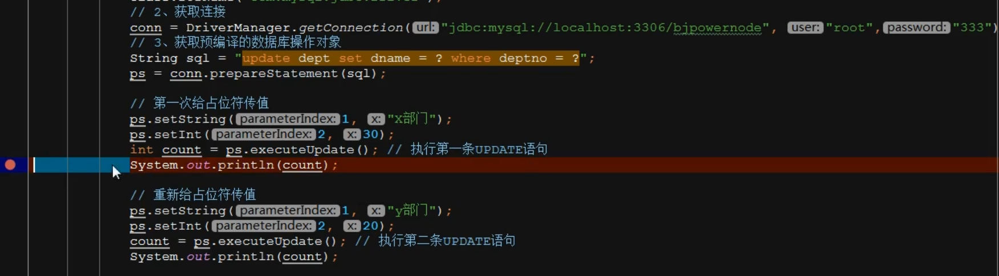 // 2、获取连接
conn = DriverManager.getConnection( url: "jdbc:mysql://localhost:3306/bjpowernode", user: "root", password: "333")
// 3、获取预编译的数据库操作对象
String sql = "update dept set dname = ? where deptno = ?";
ps = conn.prepareStatement(sql);
// 第一次给占位符传值
ps.setString( parameterIndex: 1, x: "x部门");
ps.setInt( parameterIndex: 2, x: 30);
int count = ps.executeUpdate(); // 执行第一条UPDATE语句
System.out.println(count);
// 重新给占位符传值
ps.setString( parameterIndex: 1, x: "y部门");
ps.setInt( parameterIndex: 2, x: 20);
count = ps.executeUpdate(); // 执行第二条UPDATE语句
System.out.println(count);